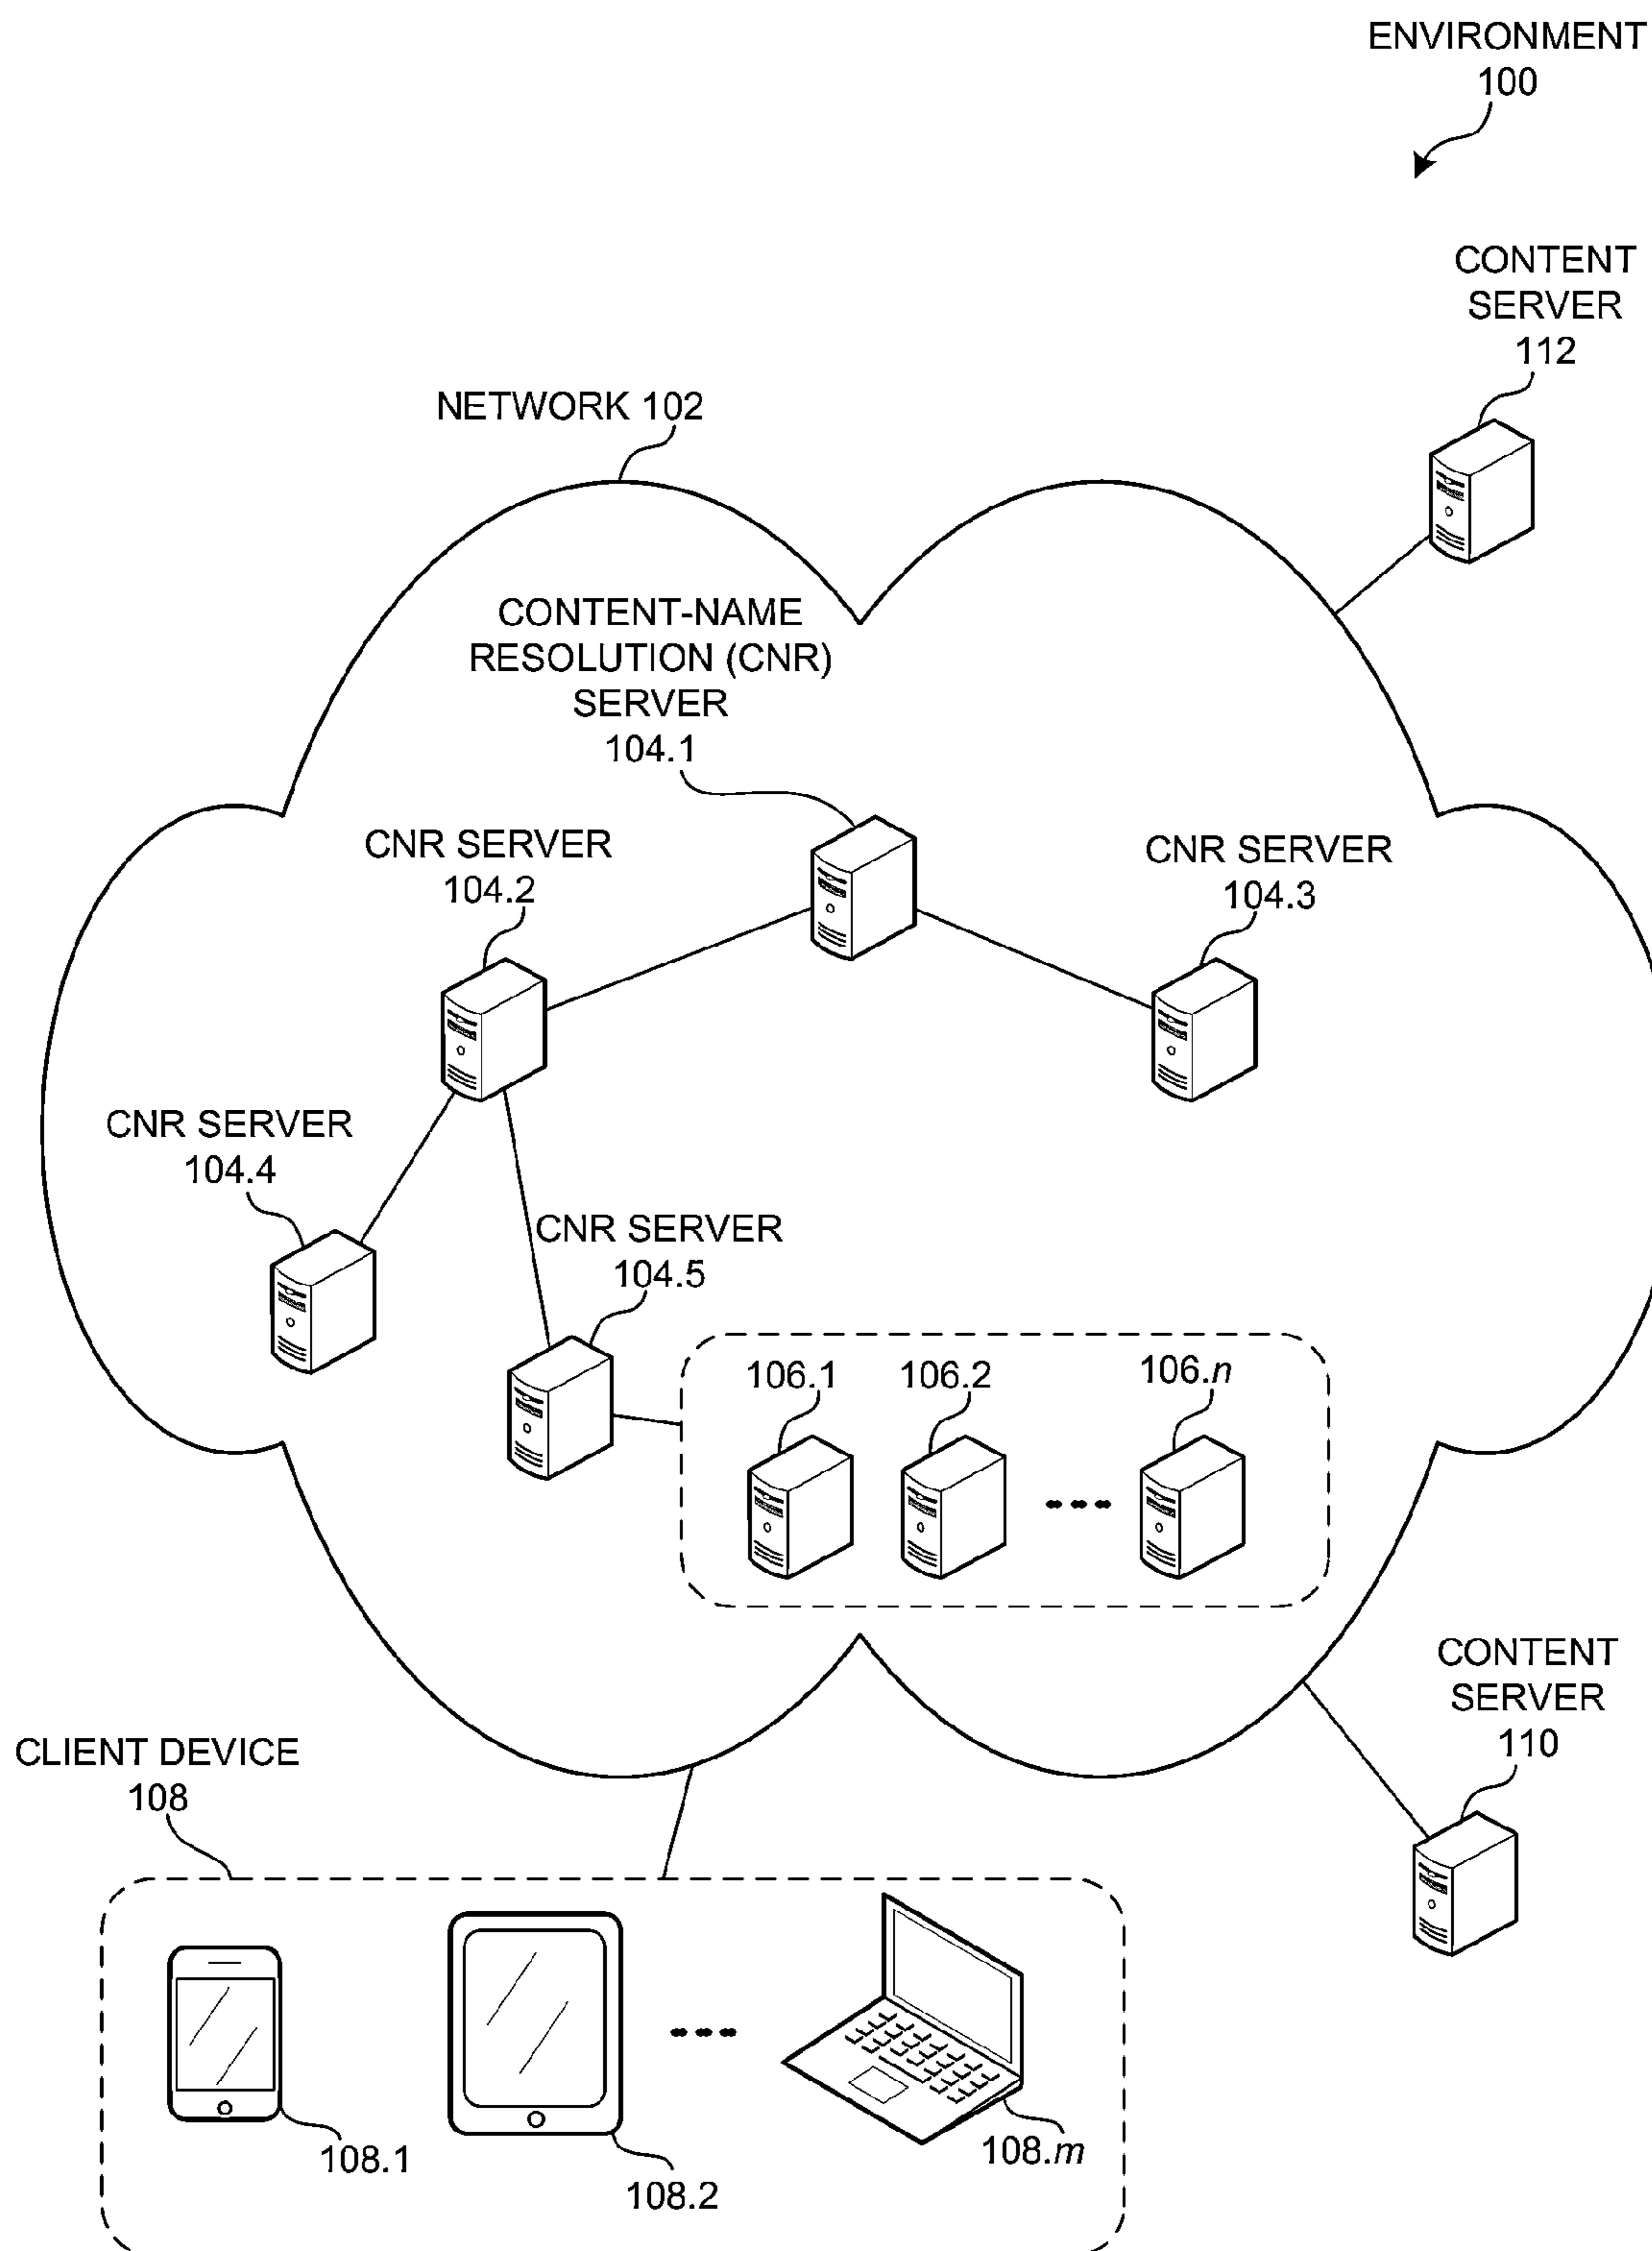 ENVIRONMENT
100
CONTENT
SERVER
112
NETWORK 102
CONTENT-NAME
RESOLUTION (CNR)
SERVER
104.1
CNR SERVER
104.2
CNR SERVER
104.3
CNR SERVER
104.4
CNR SERVER
104.5
106.1
106.2
106.n
CONTENT
SERVER
110
CLIENT DEVICE
108
108.1
108.2
108.m